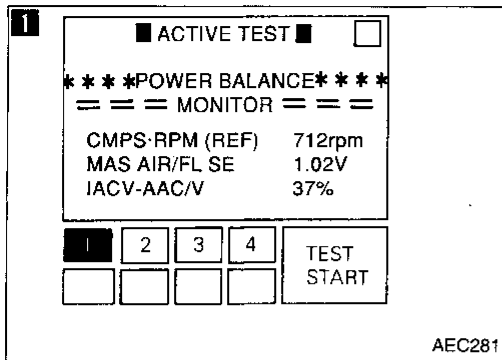 1
■ ACTIVE TEST ■
* * * *POWER BALANCE* * * *
= = = = MONITOR = = = =
CMPS·RPM (REF) 712rpm
MAS AIR/FL SE 1.02V
IACV-AAC/V 37%
1 2 3 4 TEST START
AEC281